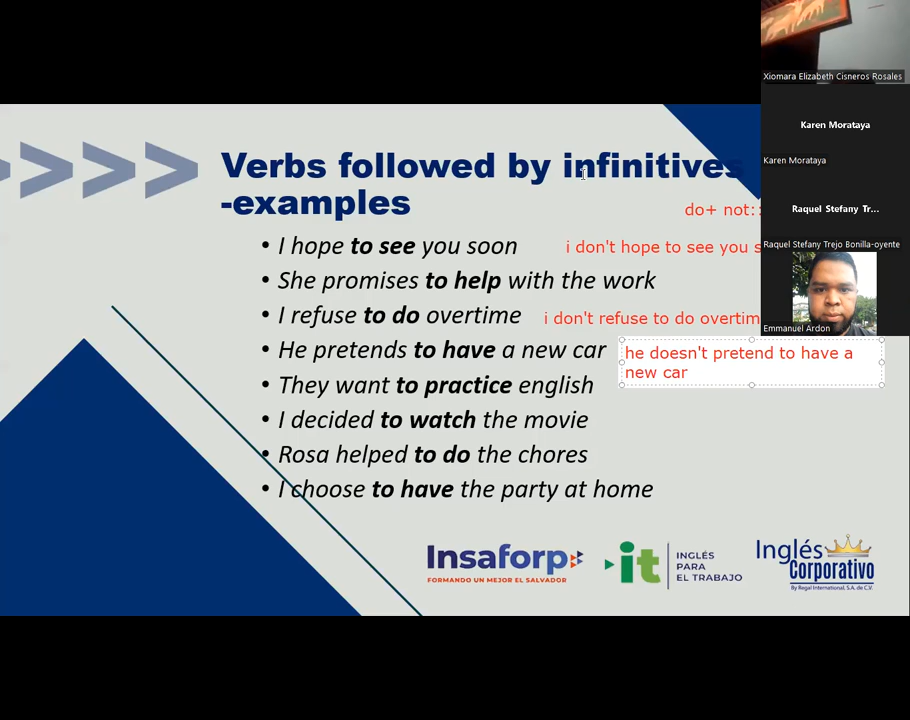 Xiomara Elizabeth Cisneros Rosales
Karen Morataya
Karen Morataya
Raquel Stefany Tr...
Raquel Stefany Trejo Bonilla-oyente
Emmanuel Ardon
>>>>
Verbs followed by infinitives
-examples
do+ not::
• I hope to see you soon
i don't hope to see you s
• She promises to help with the work
• I refuse to do overtime
i don't refuse to do overtim
• He pretends to have a new car
he doesn't pretend to have a
new car
• They want to practice english
• I decided to watch the movie
• Rosa helped to do the chores
• I choose to have the party at home
Insaforp
FORMANDO UN MEJOR EL SALVADOR
it
INGLÉS
PARA
EL TRABAJO
Inglés
Corporativo
By Regal International, S.A. de C.V.